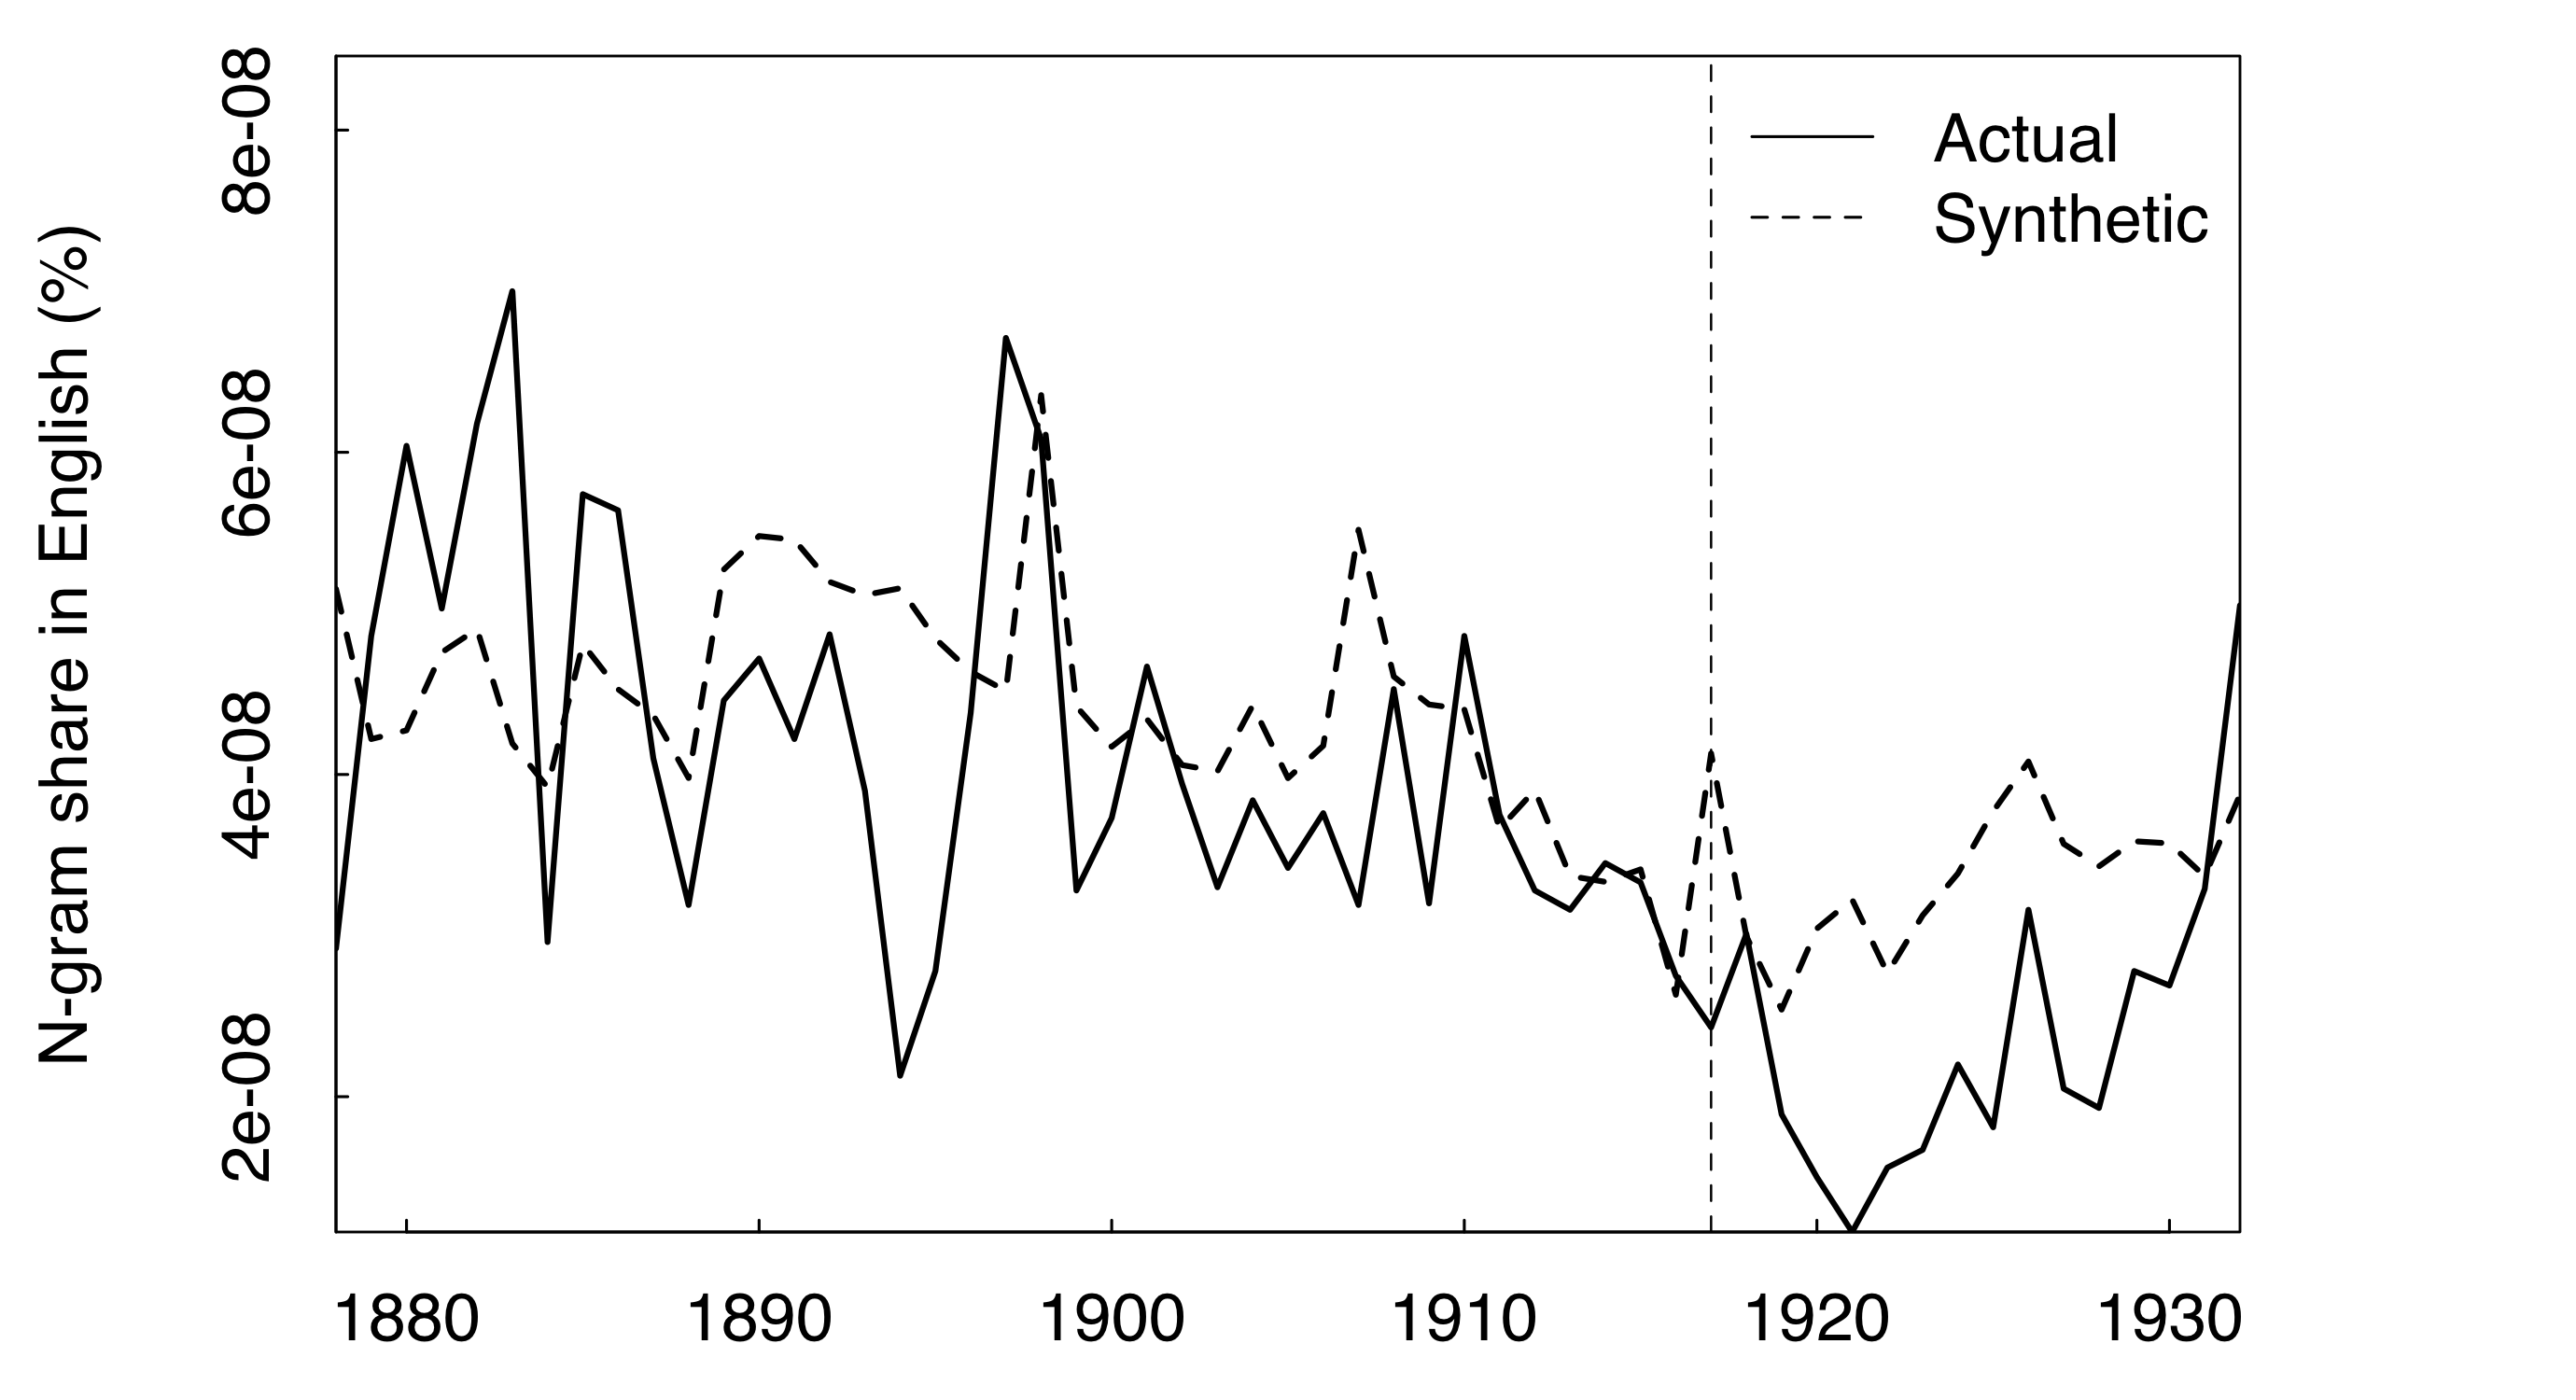 N-gram share in English (%)
8e-08
6e-08
4e-08
2e-08
Actual
Synthetic
1880 1890 1900 1910 1920 1930